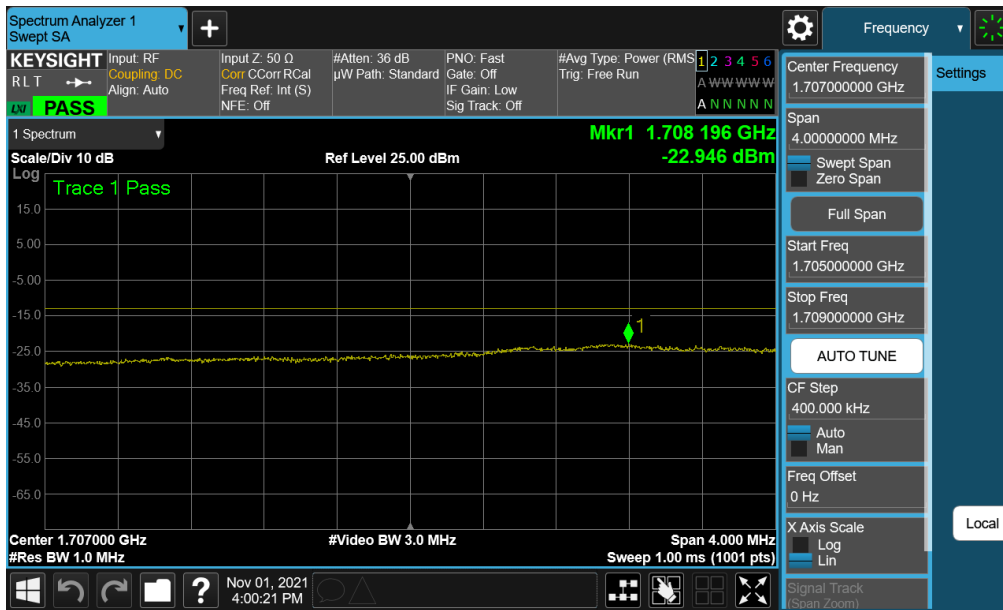 Spectrum Analyzer 1
Swept SA
Frequency
KEYSIGHT
RLT
LXI PASS
Input: RF
Coupling: DC
Align: Auto
Input Z: 50 Ω
Corr CCorr RCal
Freq Ref: Int (S)
NFE: Off
#Atten: 36 dB
µW Path: Standard
PNO: Fast
Gate: Off
IF Gain: Low
Sig Track: Off
#Avg Type: Power (RMS
Trig: Free Run
1 2 3 4 5 6
A W W W W W
A N N N N N
1 Spectrum
Scale/Div 10 dB
Ref Level 25.00 dBm
Mkr1 1.708 196 GHz
-22.946 dBm
Log
Trace 1 Pass
15.0
5.00
-5.00
-15.0
1
-25.0
-35.0
-45.0
-55.0
-65.0
Center 1.707000 GHz
#Video BW 3.0 MHz
Span 4.000 MHz
#Res BW 1.0 MHz
Sweep 1.00 ms (1001 pts)
Center Frequency
1.707000000 GHz
Span
4.00000000 MHz
Swept Span
Zero Span
Full Span
Start Freq
1.705000000 GHz
Stop Freq
1.709000000 GHz
AUTO TUNE
CF Step
400.000 kHz
Auto
Man
Freq Offset
0 Hz
X Axis Scale
Log
Lin
Signal Track
(Span Zoom)
Settings
Local
?
Nov 01, 2021
4:00:21 PM